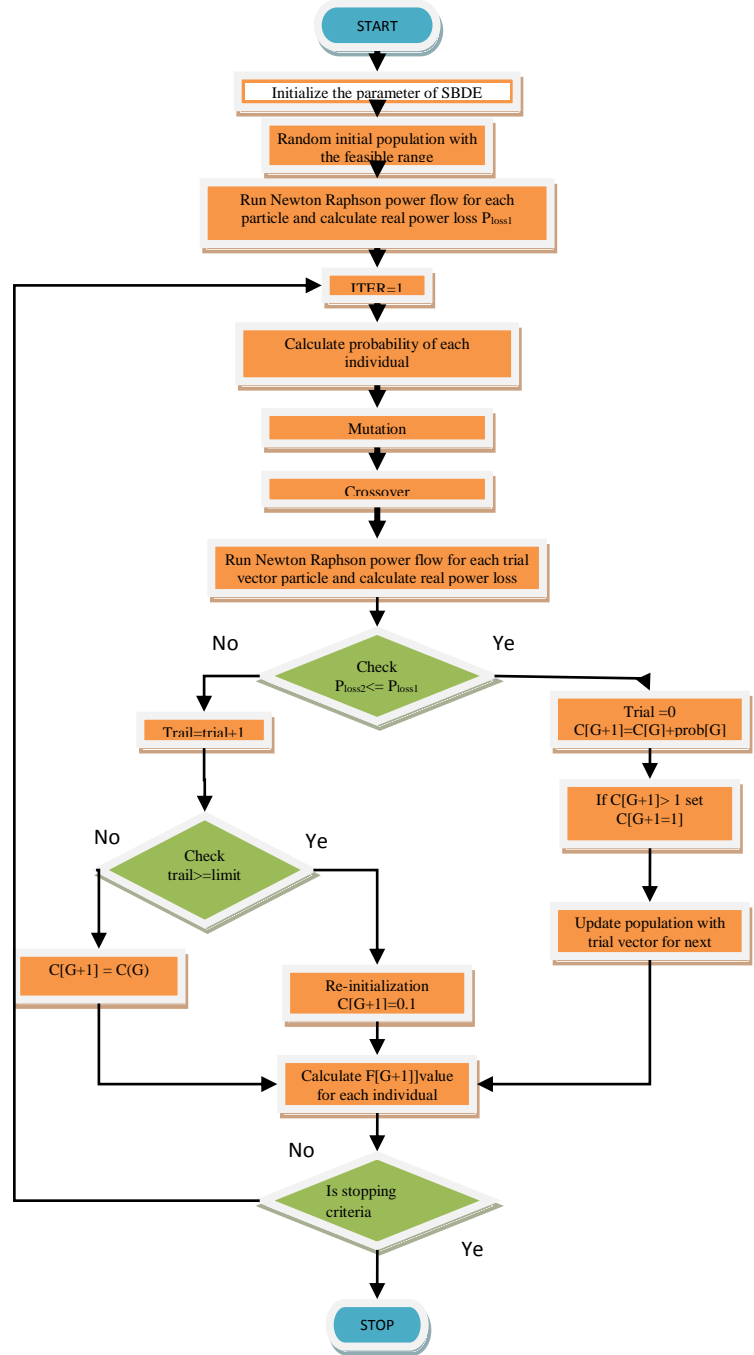 START
Initialize the parameter of SBDE
Random initial population with
the feasible range
Run Newton Raphson power flow for each
particle and calculate real power loss Ploss1
ITER=1
Calculate probability of each
individual
Mutation
Crossover
Run Newton Raphson power flow for each trial
vector particle and calculate real power loss
No
Ye
Check
Ploss2<= Ploss1
Trail=trial+1
Trial =0
C[G+1]=C[G]+prob[G]
If C[G+1]> 1 set
C[G+1=1]
No
Ye
Check
trail>=limit
Update population with
trial vector for next
C[G+1] = C(G)
Re-initialization
C[G+1]=0.1
Calculate F[G+1]]value
for each individual
No
Is stopping
criteria
Ye
STOP